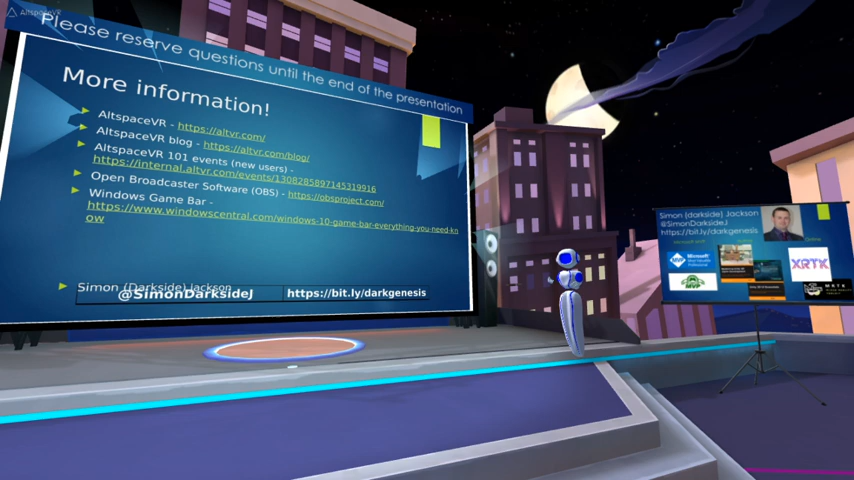 AltspaceVR
Please reserve questions until the end of the presentation
More information!
AltspaceVR - https://altvr.com/
AltspaceVR blog - https://altvr.com/blog/
AltspaceVR 101 events (new users) -
https://internal.altvr.com/events/1308285897145319916
Open Broadcaster Software (OBS) - https://obsproject.com/
Windows Game Bar -
https://www.windowscentral.com/windows-10-game-bar-everything-you-need-kn
ow
Simon (Darkside) Jackson
@SimonDarksideJ https://bit.ly/darkgenesis
Simon (darkside) Jackson
@SimonDarksideJ
https://bit.ly/darkgenesis
Microsoft
MVP
XRTK
MRTK